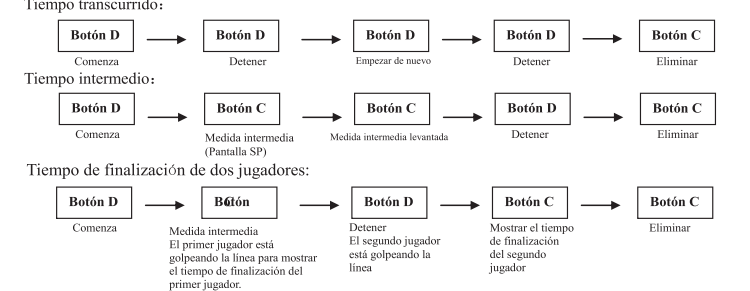 Tiempo transcurrido:
Botón D Botón D Botón D Botón D Botón C
Comenza Detener Empezar de nuevo Detener Eliminar
Tiempo intermedio:
Botón D Botón C Botón C Botón D Botón C
Comenza Medida intermedia (Pantalla SP) Medida intermedia levantada Detener Eliminar
Tiempo de finalización de dos jugadores:
Botón D Botón C Botón D Botón C Botón C
Comenza
Medida intermedia
El primer jugador está
golpeando la línea para mostrar
el tiempo de finalización del
primer jugador.
Detener
El segundo jugador
está golpeando la
línea
Mostrar el tiempo
de finalización
del segundo
jugador
Eliminar